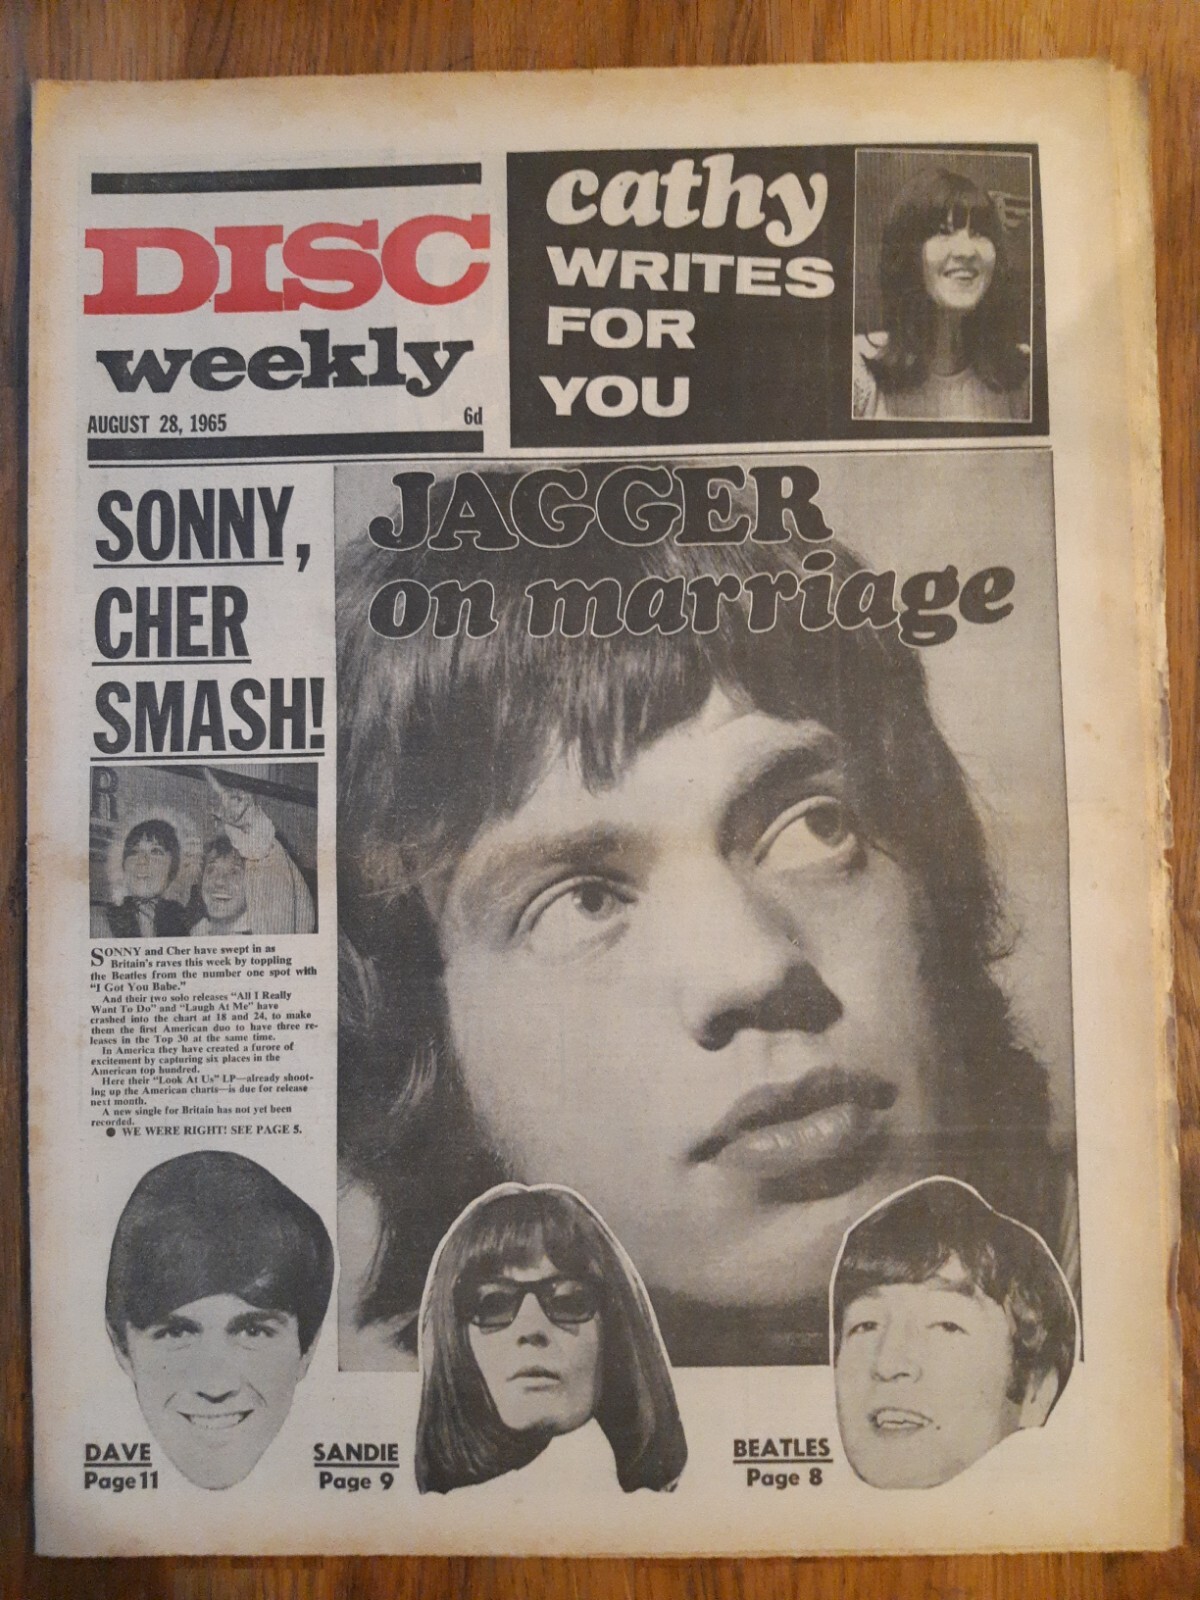 DISC
weekly
AUGUST 28, 1965 6d
cathy
WRITES
FOR
YOU
SONNY,
CHER
SMASH!
JAGGER
on marriage
R
SONNY and Cher have swept in as
Britain's raves this week by toppling
the Beatles from the number one spot with
"I Got You Babe."
And their two solo releases "All I Really
Want To Do" and "Laugh At Me" have
crashed into the chart at 18 and 24, to make
them the first American duo to have three re-
leases in the Top 30 at the same time.
In America they have created a furore of
excitement by capturing six places in the
American top hundred.
Here their "Look At Us" LP—already shoot-
ing up the American charts—is due for release
next month.
A new single for Britain has not yet been
recorded.
● WE WERE RIGHT! SEE PAGE 5.
DAVE
Page 11
SANDIE
Page 9
BEATLES
Page 8